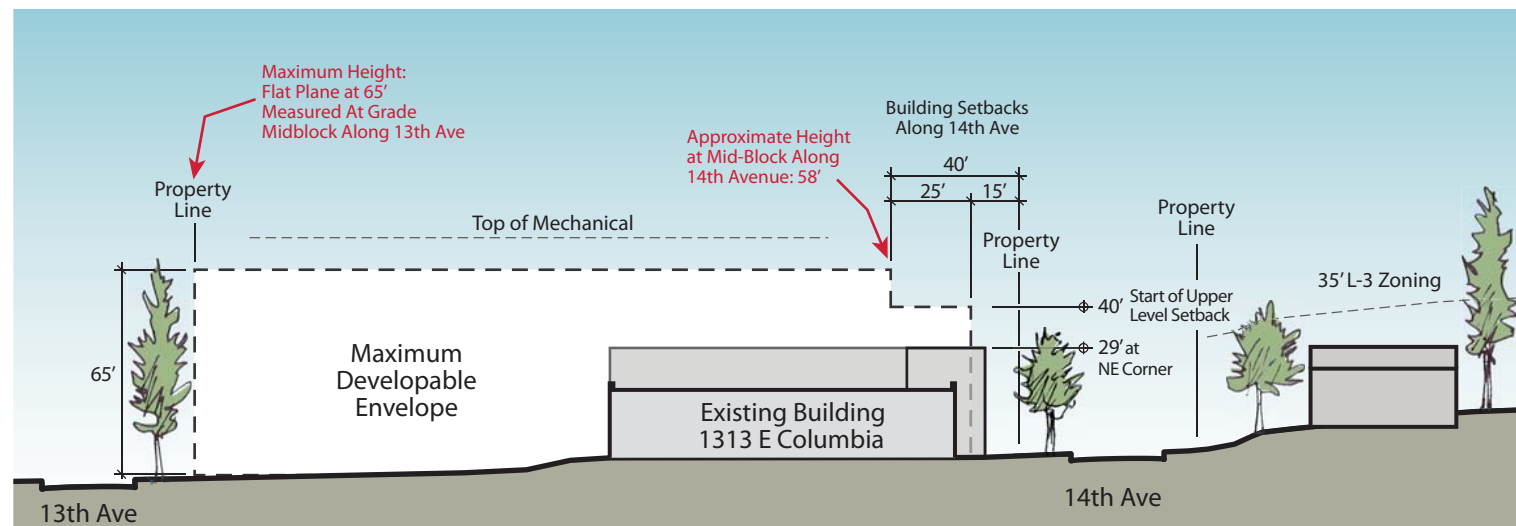 Maximum Height:
Flat Plane at 65'
Measured At Grade
Midblock Along 13th Ave
Property
Line
Top of Mechanical
Approximate Height
at Mid-Block Along
14th Avenue: 58'
Building Setbacks
Along 14th Ave
40'
25' 15'
Property
Line
Property
Line
35' L-3 Zoning
40' Start of Upper
Level Setback
29' at
NE Corner
65'
Maximum
Developable
Envelope
Existing Building
1313 E Columbia
13th Ave
14th Ave